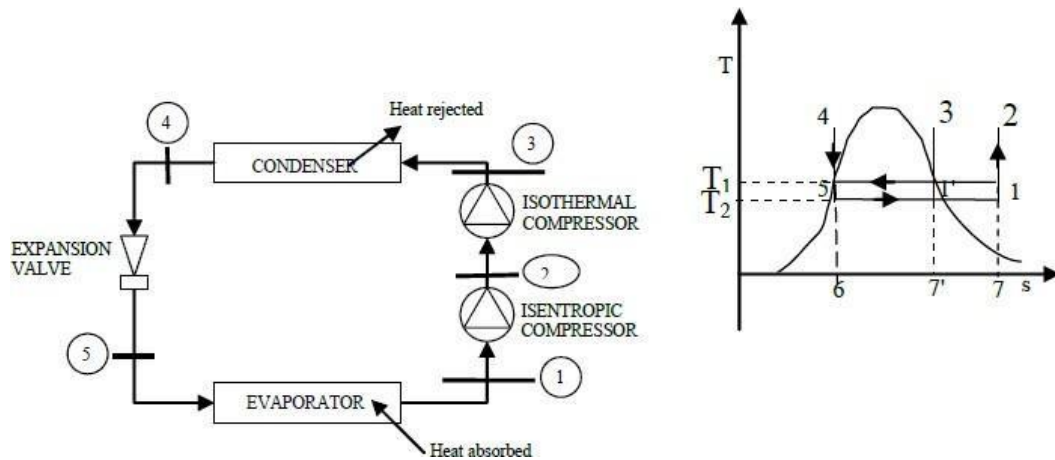 Heat rejected
4
CONDENSER
3
ISOTHERMAL
COMPRESSOR
EXPANSION
VALVE
2
ISENTROPIC
COMPRESSOR
5
1
EVAPORATOR
Heat absorbed
T
4
3
2
T1
5
1'
1
T2
6
7'
7
s